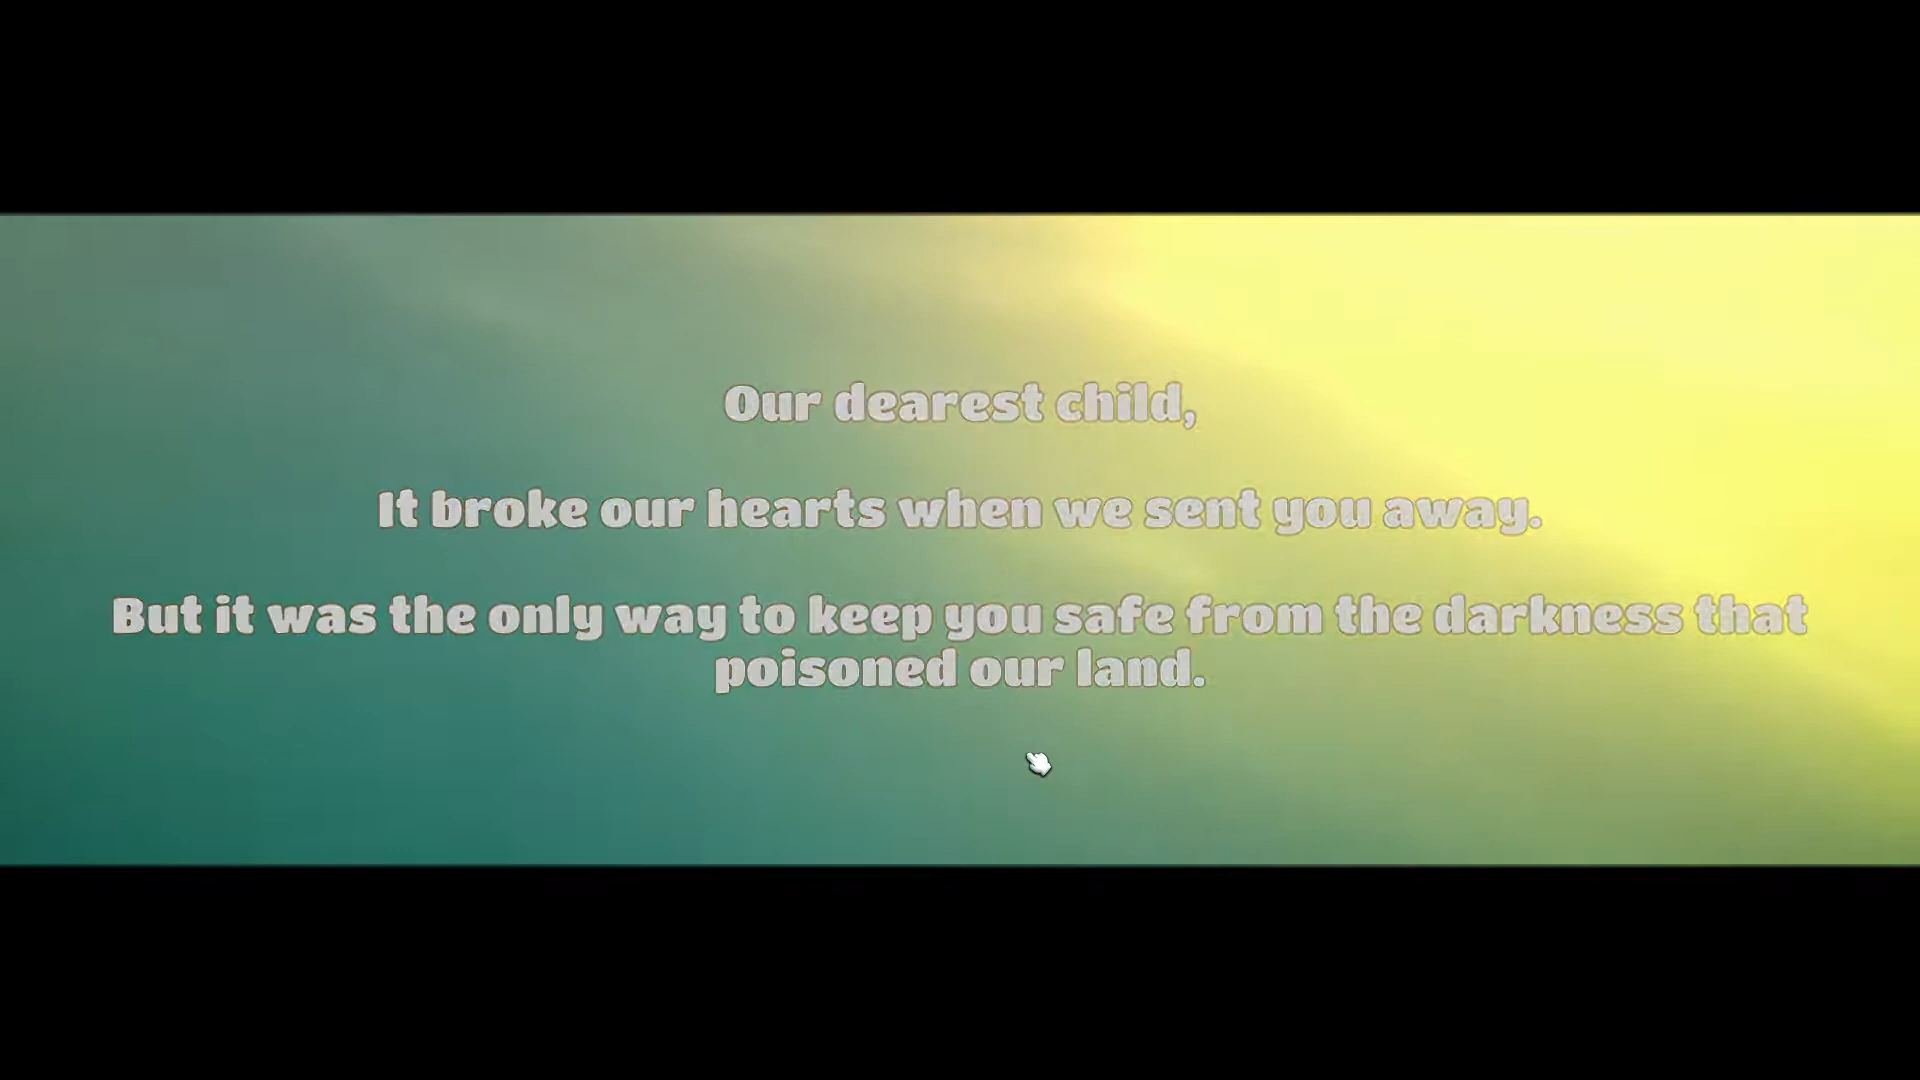 Our dearest child,
It broke our hearts when we sent you away.
But it was the only way to keep you safe from the darkness that
poisoned our land.